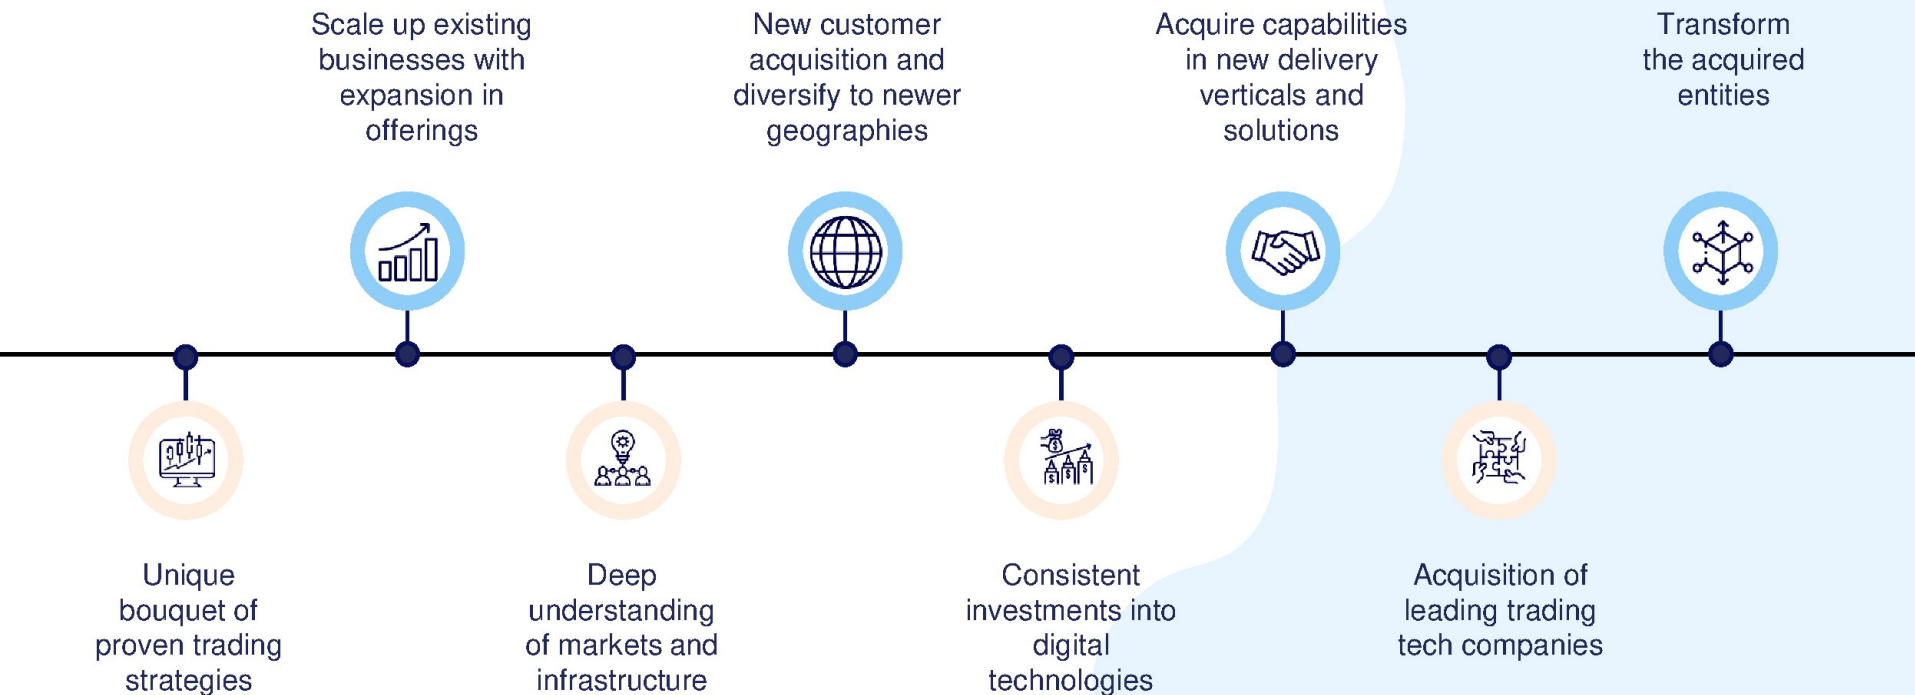 Scale up existing
businesses with
expansion in
offerings
New customer
acquisition and
diversify to newer
geographies
Acquire capabilities
in new delivery
verticals and
solutions
Transform
the acquired
entities
Unique
bouquet of
proven trading
strategies
Deep
understanding
of markets and
infrastructure
Consistent
investments into
digital
technologies
Acquisition of
leading trading
tech companies